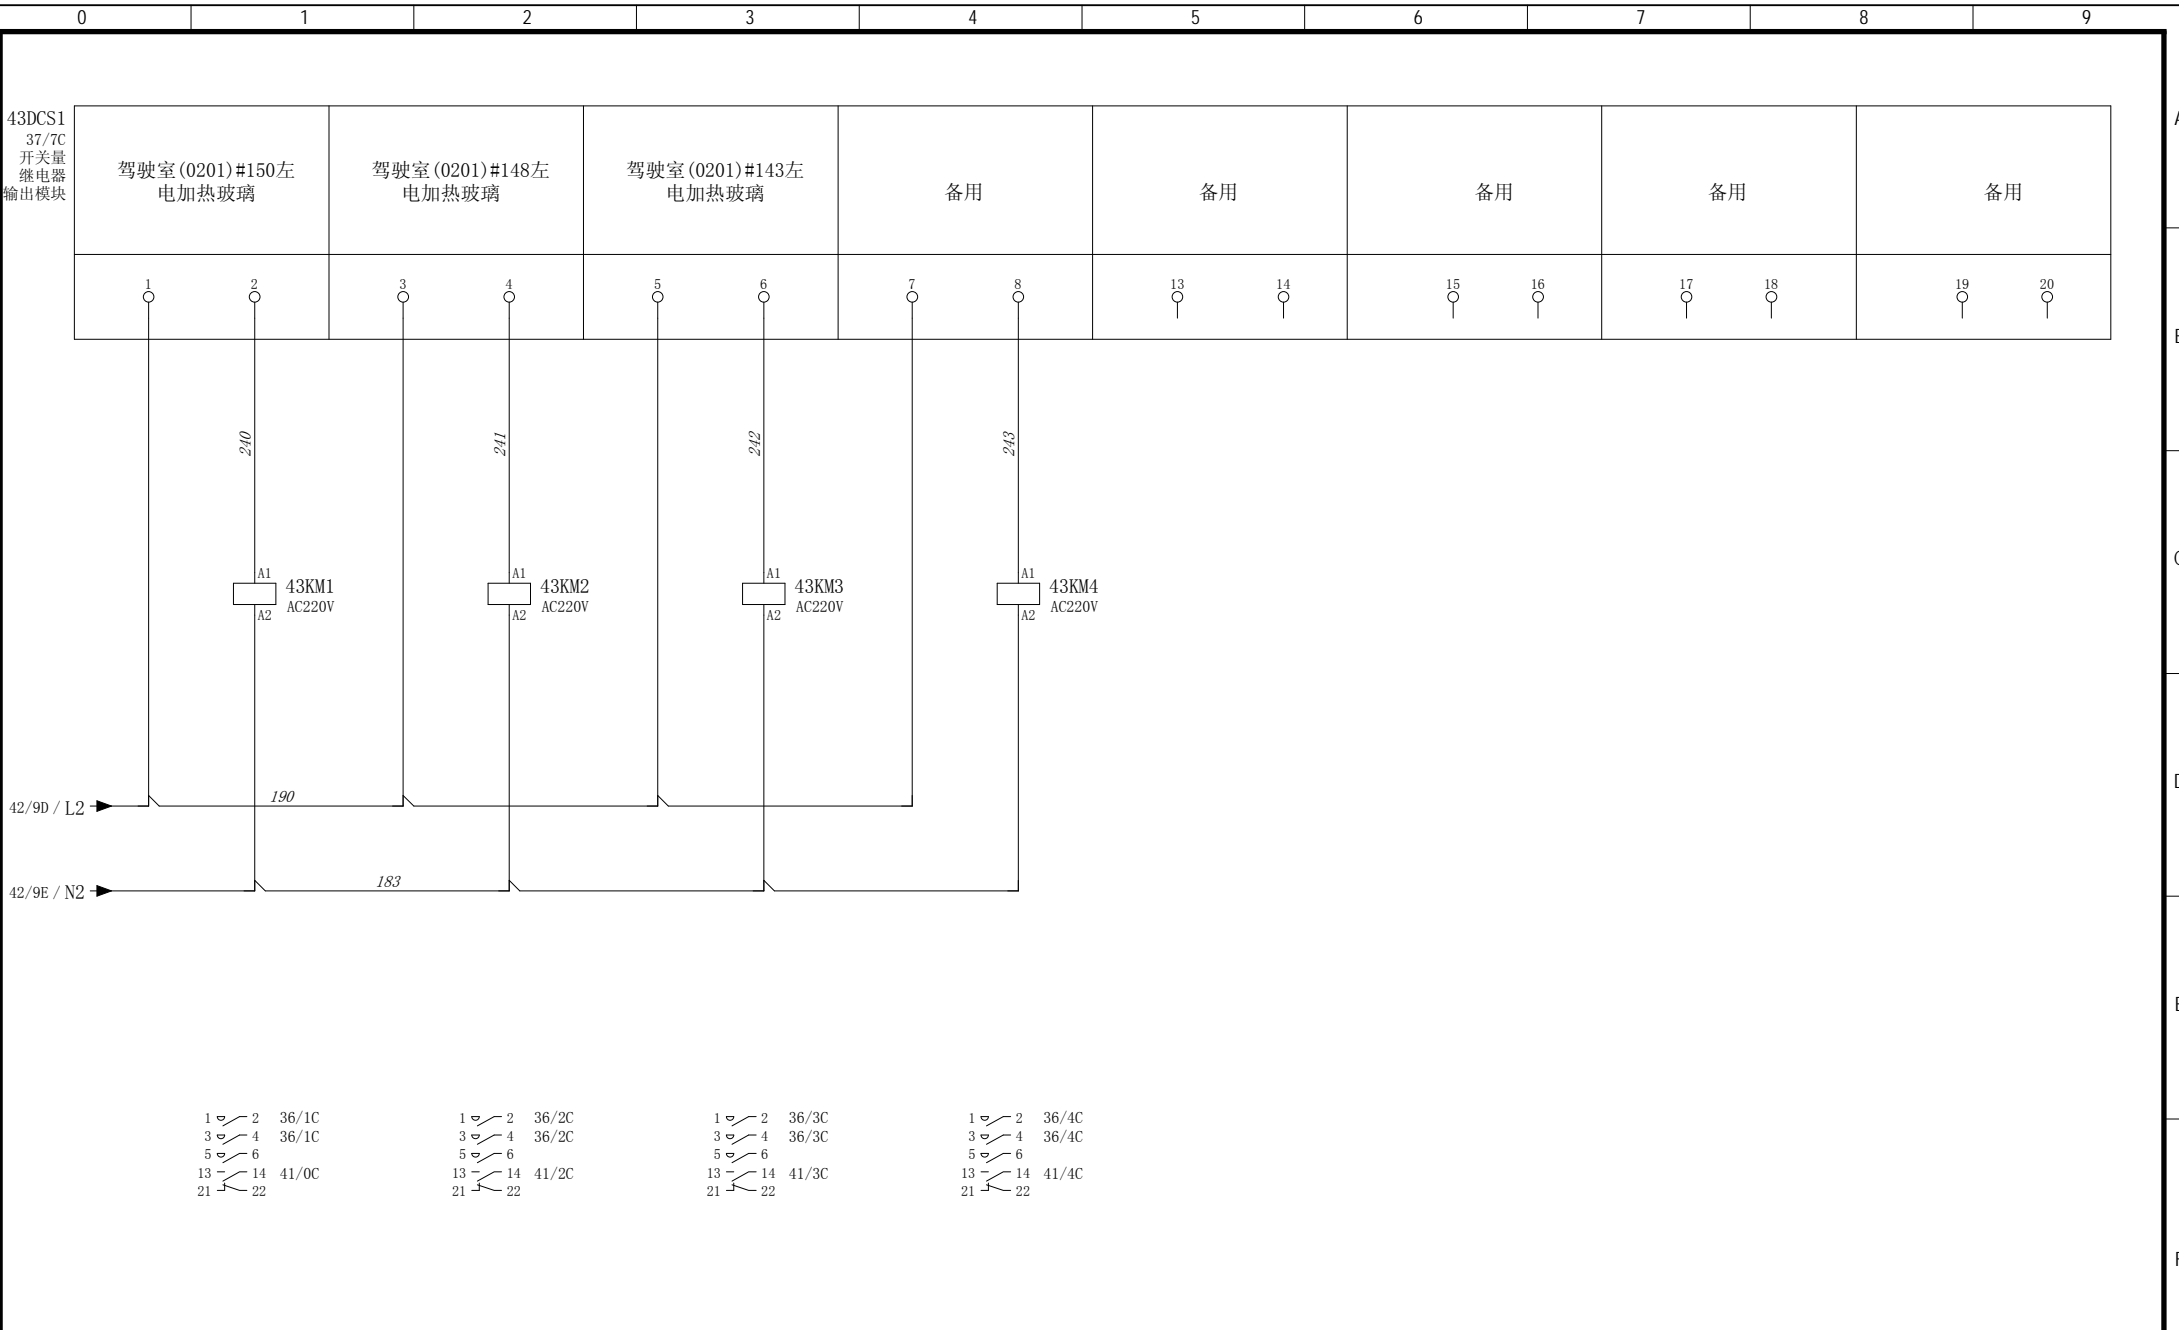 0 1 2 3 4 5 6 7 8 9
43DCS1
37/7C
开关量
继电器
输出模块
驾驶室(0201)#150左
电加热玻璃
驾驶室(0201)#148左
电加热玻璃
驾驶室(0201)#143左
电加热玻璃
备用
备用
备用
备用
备用
1 2 3 4 5 6 7 8 13 14 15 16 17 18 19 20
240 241 242 243
A1
43KM1
AC220V
A2
A1
43KM2
AC220V
A2
A1
43KM3
AC220V
A2
A1
43KM4
AC220V
A2
190
42/9D / L2
183
42/9E / N2
1 2 36/1C
3 4 36/1C
5 6
13 14 41/0C
21 22
1 2 36/2C
3 4 36/2C
5 6
13 14 41/2C
21 22
1 2 36/3C
3 4 36/3C
5 6
13 14 41/3C
21 22
1 2 36/4C
3 4 36/4C
5 6
13 14 41/4C
21 22